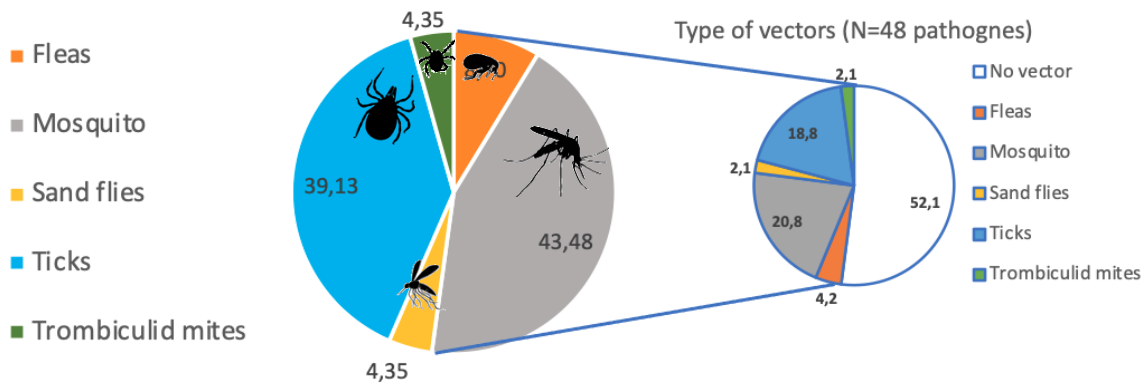 Fleas
Mosquito
Sand flies
Ticks
Trombiculid mites
4,35
39,13
43,48
4,35
Type of vectors (N=48 pathognes)
2,1
18,8
2,1
20,8
4,2
52,1
No vector
Fleas
Mosquito
Sand flies
Ticks
Trombiculid mites